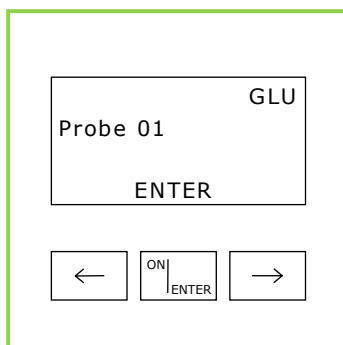 GLU
Probe 01
ENTER
← ON ENTER →